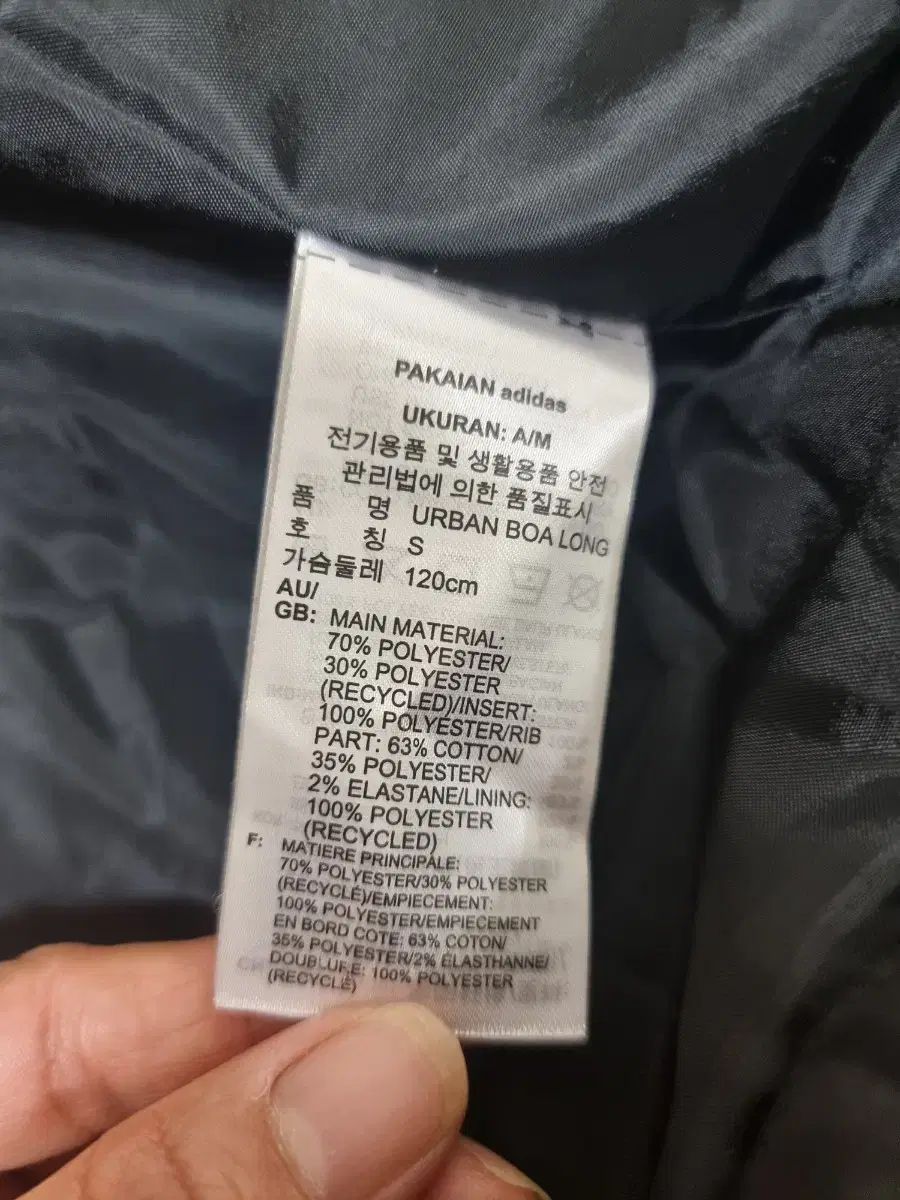 PAKAIAN adidas
UKURAN: A/M
전기용품 및 생활용품 안전
관리법에 의한 품질표시
품 명 URBAN BOA LONG
호 칭 S
가슴둘레 120cm
AU/
GB: MAIN MATERIAL:
70% POLYESTER/
30% POLYESTER
(RECYCLED)/INSERT:
100% POLYESTER/RIB
PART: 63% COTTON/
35% POLYESTER/
2% ELASTANE/LINING:
100% POLYESTER
(RECYCLED)
F: MATIERE PRINCIPALE:
70% POLYESTER/30% POLYESTER
(RECYCLÉ)/EMPIECEMENT:
100% POLYESTER/EMPIECEMENT
EN BORD COTE: 63% COTON/
35% POLYESTER/2% ELASTHANNE/
DOUBLURE: 100% POLYESTER
(RECYCLÉ)